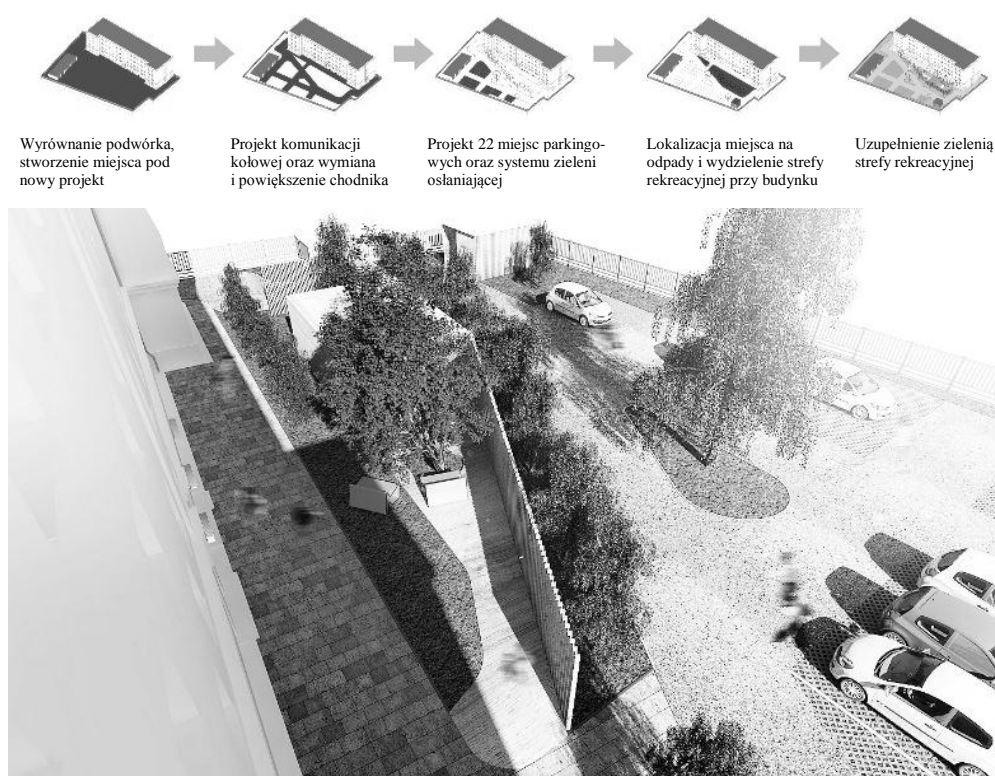 Wyrównanie podwórka,
stworzenie miejsca pod
nowy projekt
Projekt komunikacji
kołowej oraz wymiana
i powiększenie chodnika
Projekt 22 miejsc parkingo-
wych oraz systemu zieleni
osłaniającej
Lokalizacja miejsca na
odpady i wydzielenie strefy
rekreacyjnej przy budynku
Uzupełnienie zielenią
strefy rekreacyjnej